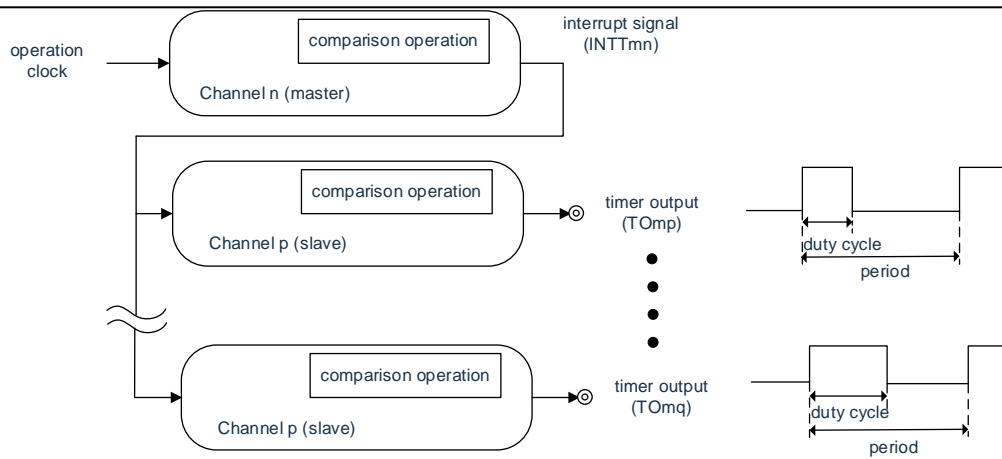 operation
clock
comparison operation
Channel n (master)
interrupt signal
(INTTmn)
comparison operation
Channel p (slave)
timer output
(TOmp)
duty cycle
period
comparison operation
Channel p (slave)
timer output
(TOmq)
duty cycle
period